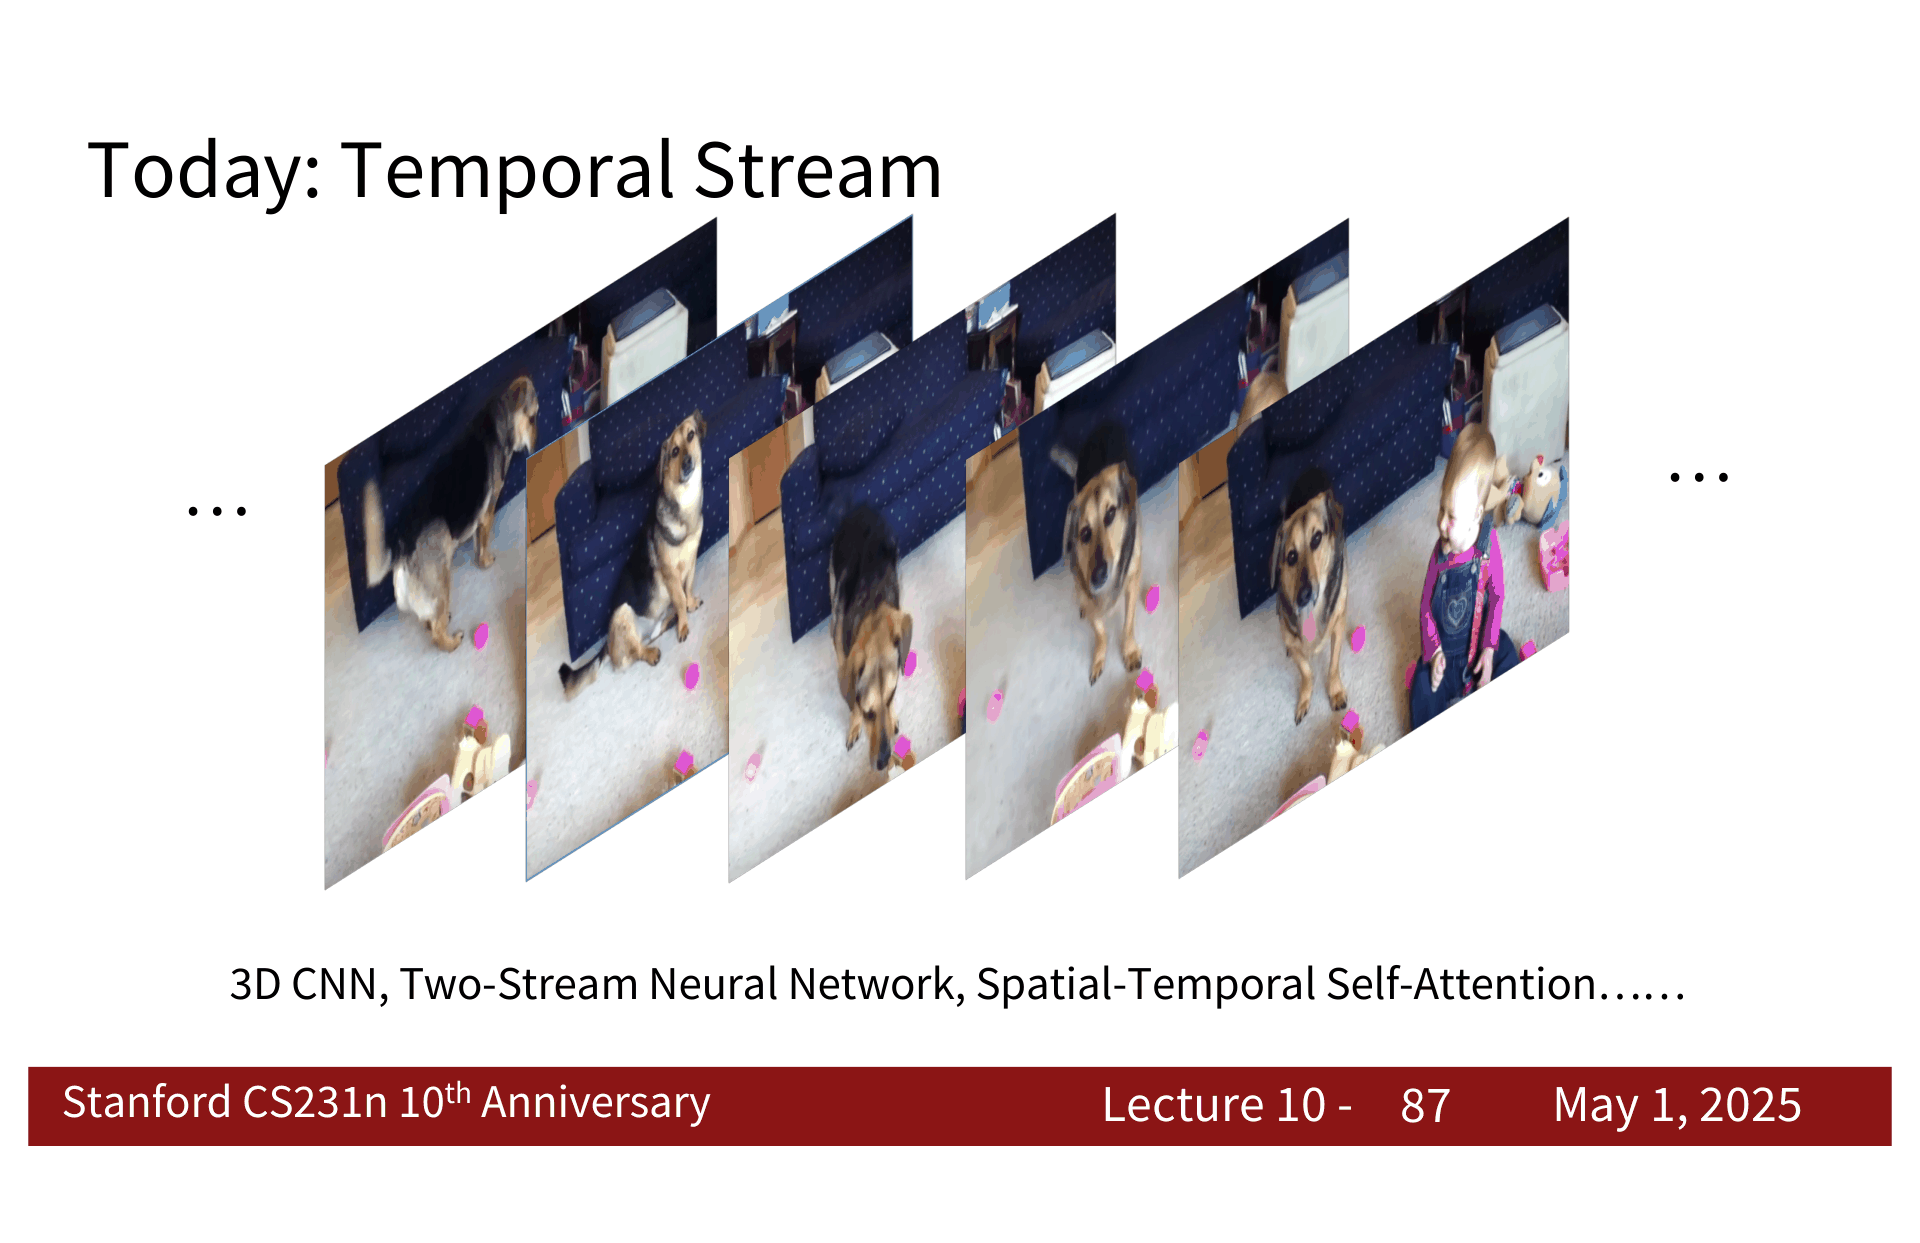 Today: Temporal Stream
…
…
3D CNN, Two-Stream Neural Network, Spatial-Temporal Self-Attention……
Stanford CS231n 10th Anniversary
Lecture 10 - 87
May 1, 2025